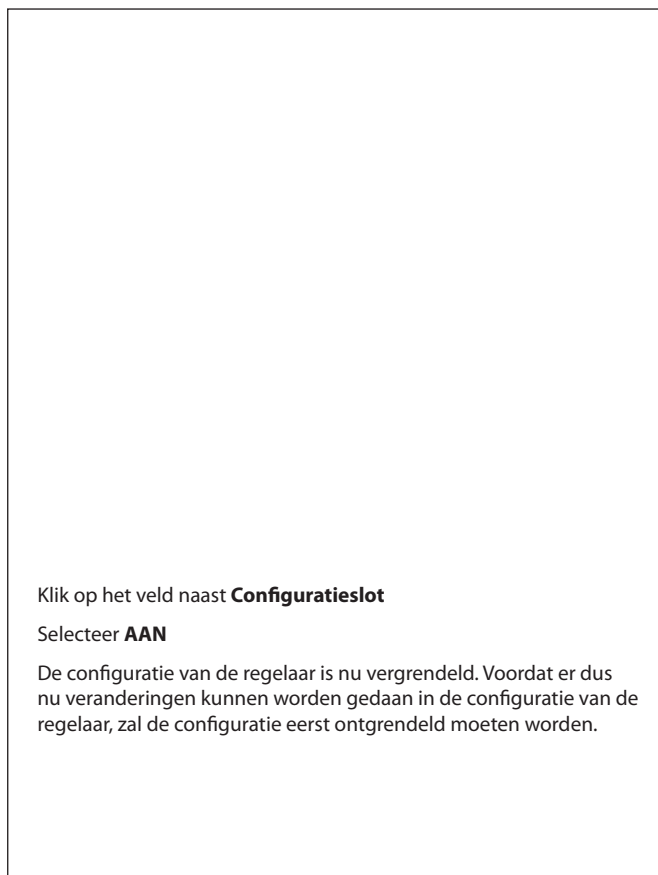 Klik op het veld naast Configuratieslot
Selecteer AAN
De configuratie van de regelaar is nu vergrendeld. Voordat er dus
nu veranderingen kunnen worden gedaan in de configuratie van de
regelaar, zal de configuratie eerst ontgrendeld moeten worden.